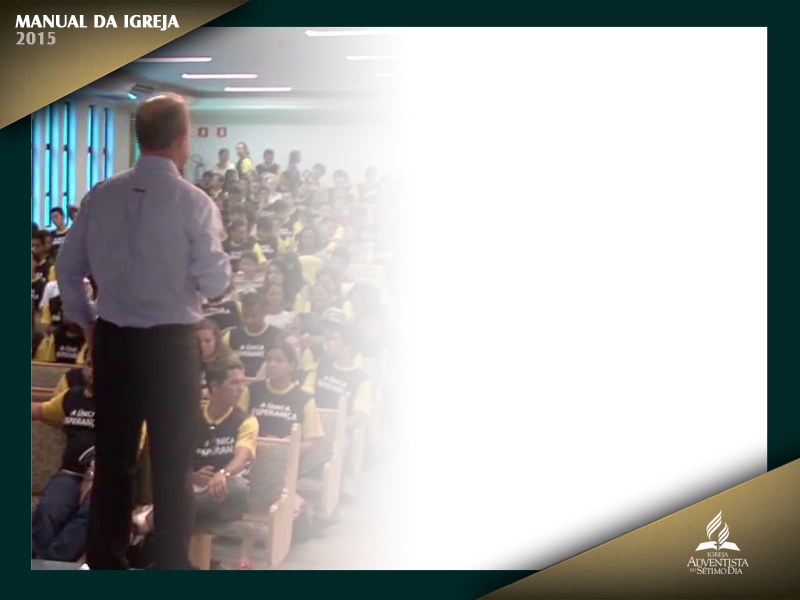 MANUAL DA IGREJA
2015
A ÚNICA
ESPERANÇA
A ÚNICA
ESPERANÇA
IGREJA
ADVENTISTA
DO SÉTIMO DIA